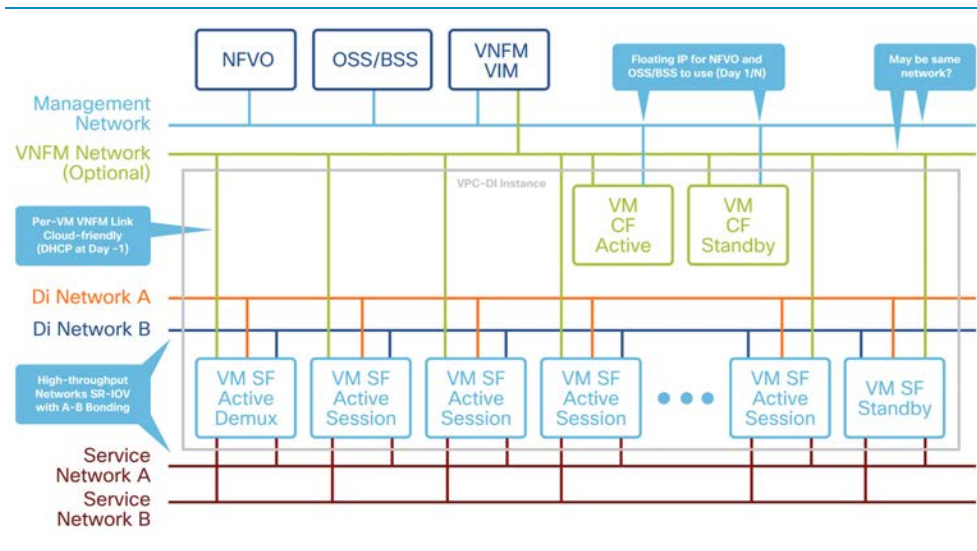 NFVO
OSS/BSS
VNFM
VIM
Floating IP for NFVO and
OSS/BSS to use (Day 1/N)
May be same
network?
Management
Network
VNFM Network
(Optional)
VPC-DI Instance
Per-VM VNFM Link
Cloud-friendly
(DHCP at Day -1)
VM
CF
Active
VM
CF
Standby
Di Network A
Di Network B
High-throughput
Networks SR-IOV
with A-B Bonding
VM SF
Active
Demux
VM SF
Active
Session
VM SF
Active
Session
VM SF
Active
Session
VM SF
Active
Session
VM SF
Standby
Service
Network A
Service
Network B